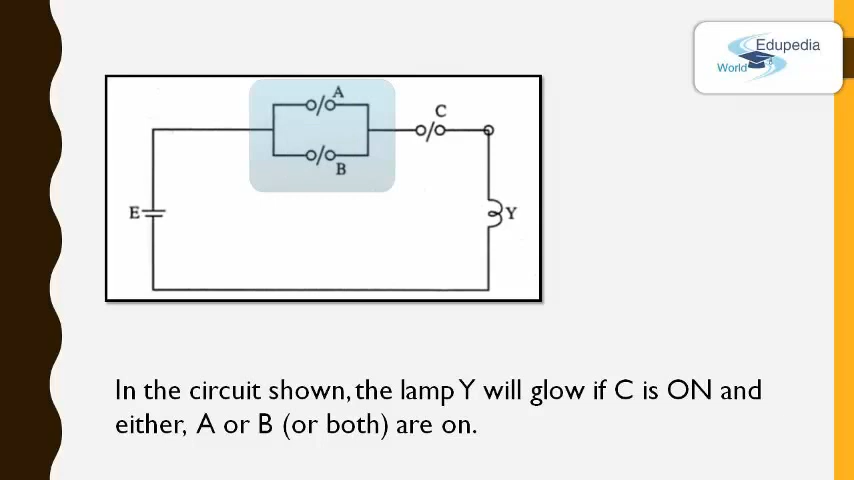 Edupedia
World
A
C
B
E
Y
In the circuit shown, the lamp Y will glow if C is ON and
either, A or B (or both) are on.